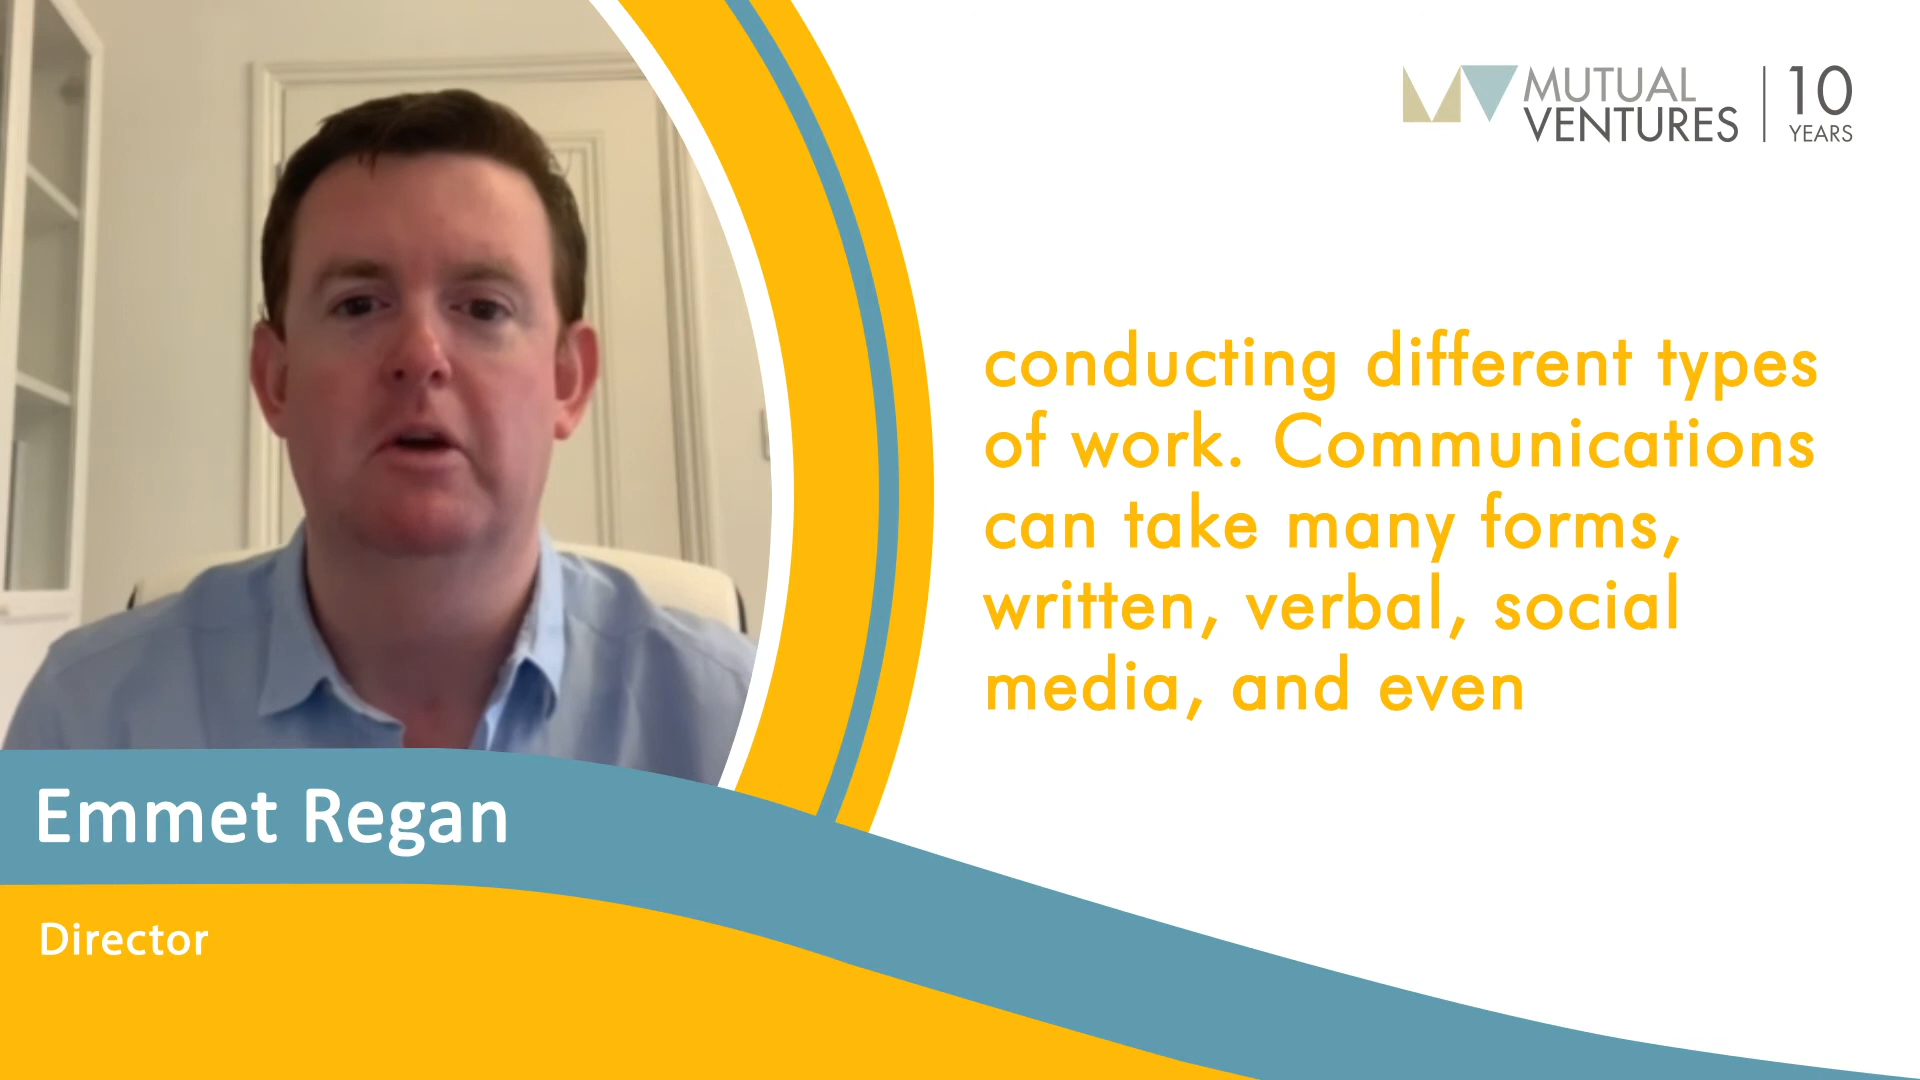 MUTUAL
VENTURES
10
YEARS
conducting different types
of work. Communications
can take many forms,
written, verbal, social
media, and even
Emmet Regan
Director